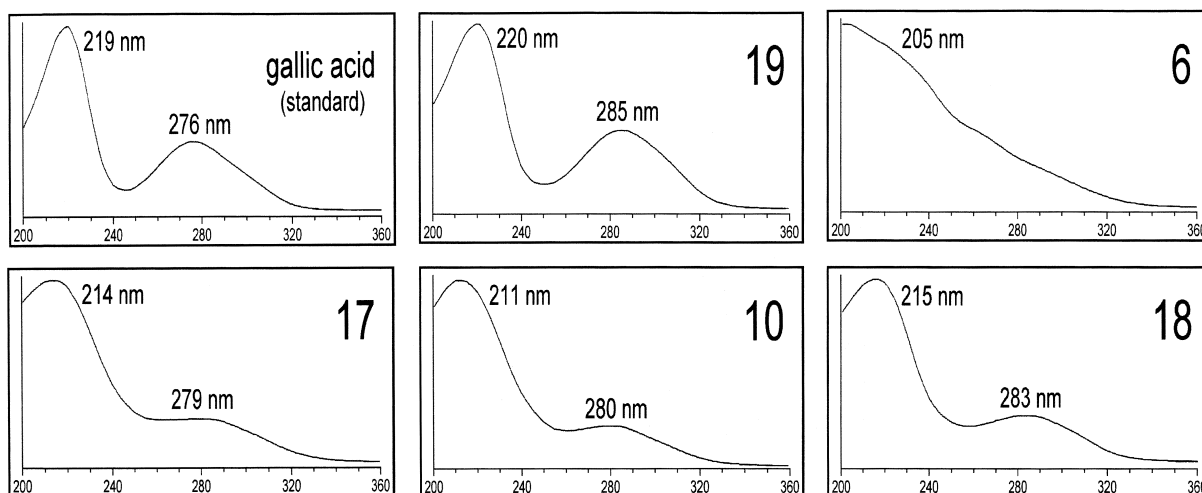 219 nm
276 nm
gallic acid
(standard)
200 240 280 320 360
220 nm
285 nm
19
200 240 280 320 360
205 nm
6
200 240 280 320 360
214 nm
279 nm
17
200 240 280 320 360
211 nm
280 nm
10
200 240 280 320 360
215 nm
283 nm
18
200 240 280 320 360